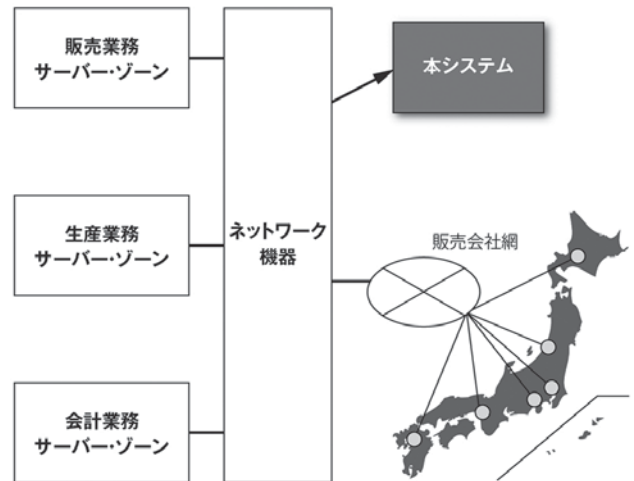 販売業務
サーバー・ゾーン
本システム
生産業務
サーバー・ゾーン
ネットワーク
機器
販売会社網
会計業務
サーバー・ゾーン